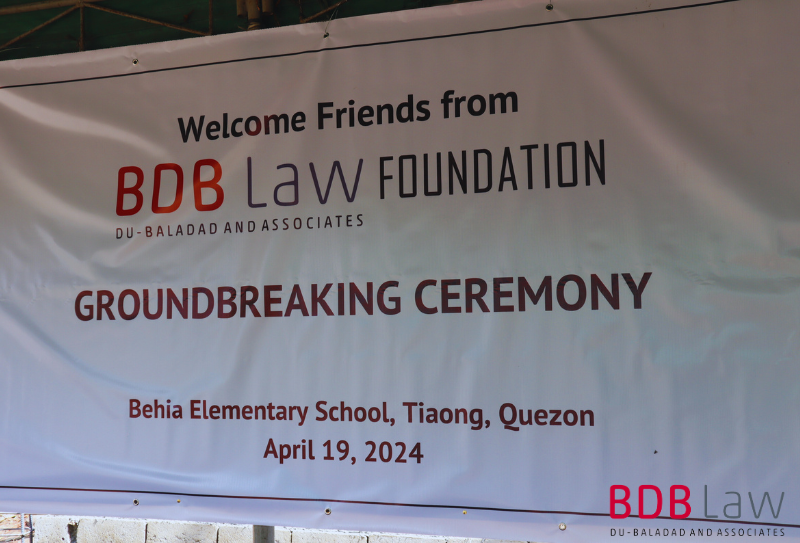 Welcome Friends from
BDB Law FOUNDATION
DU-BALADAD AND ASSOCIATES
GROUNDBREAKING CEREMONY
Behia Elementary School, Tiaong, Quezon
April 19, 2024
BDB Law
DU-BALADAD AND ASSOCIATES